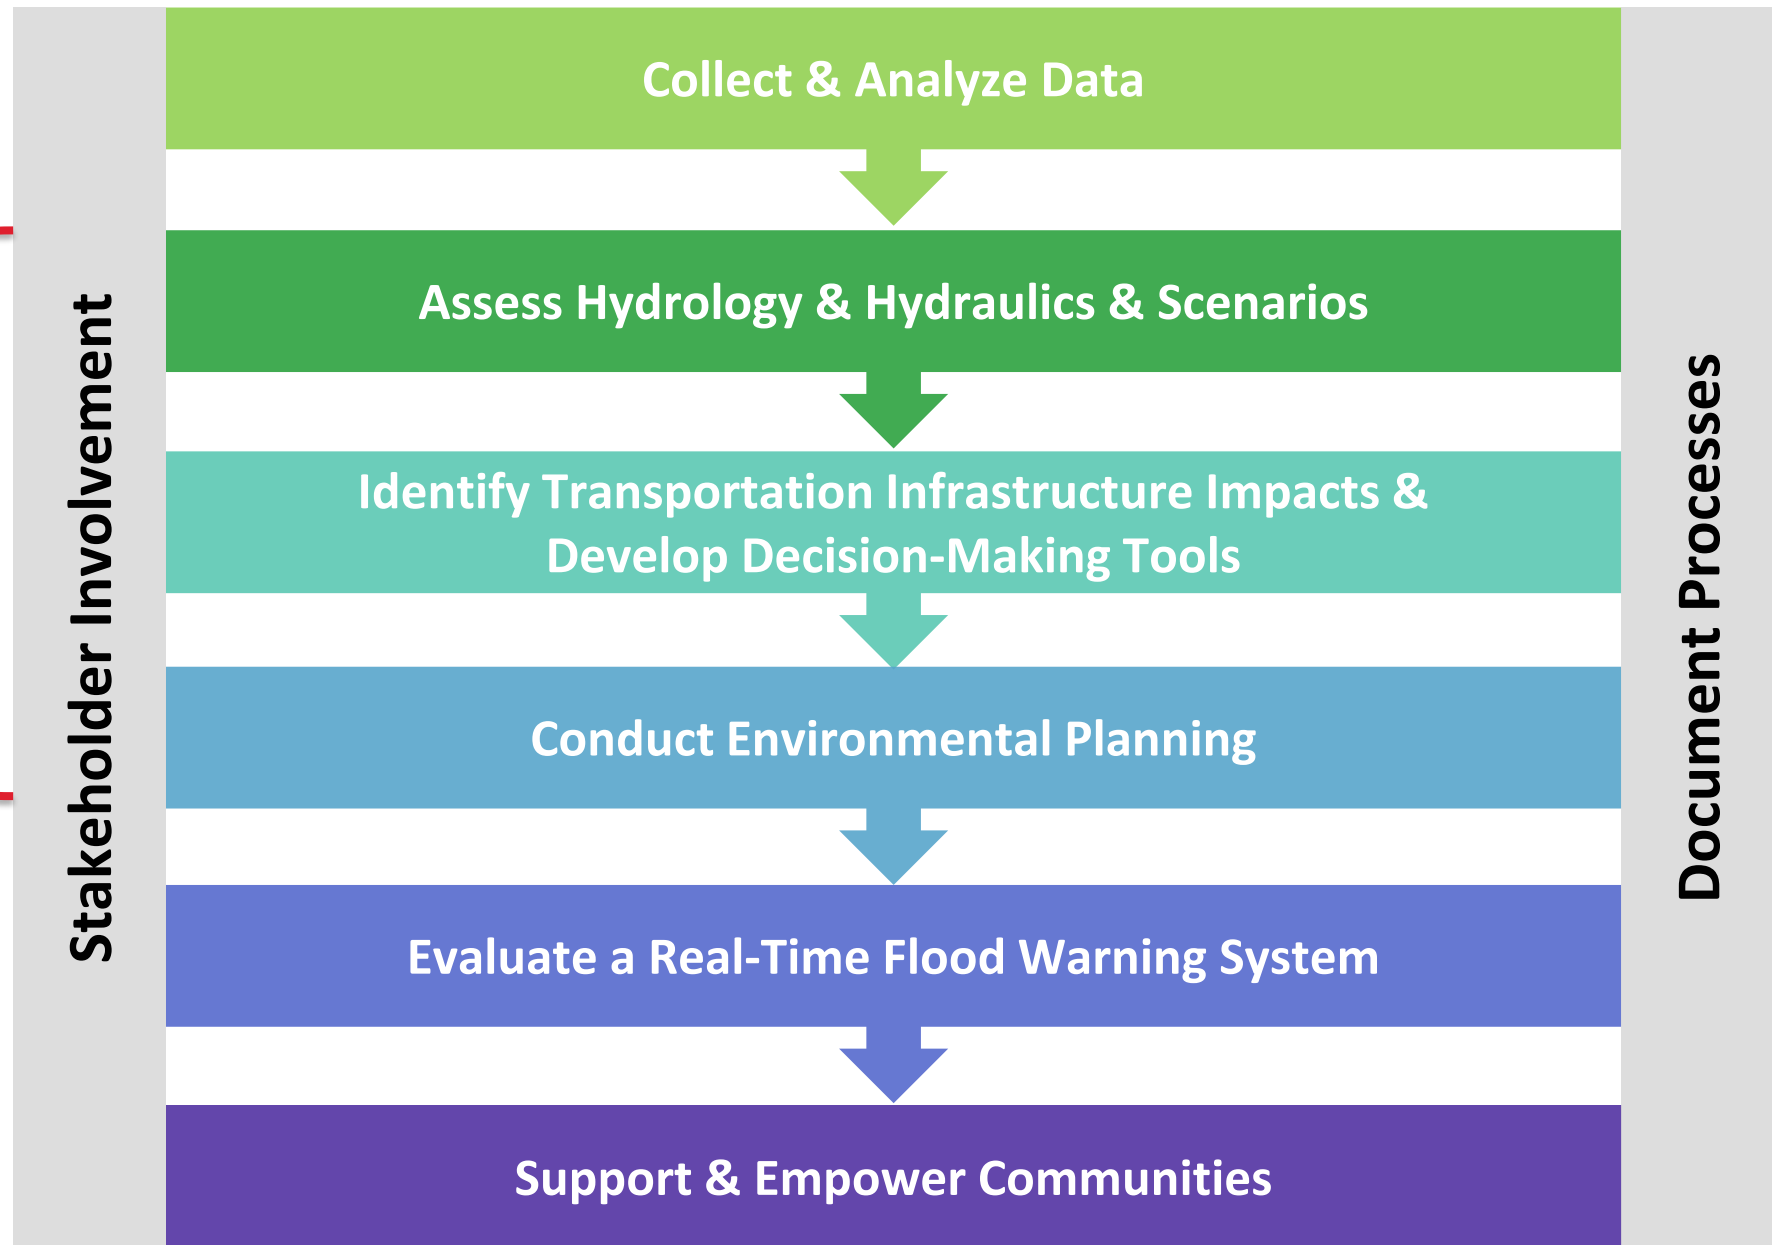 Stakeholder Involvement
Collect & Analyze Data
Assess Hydrology & Hydraulics & Scenarios
Identify Transportation Infrastructure Impacts &
Develop Decision-Making Tools
Conduct Environmental Planning
Evaluate a Real-Time Flood Warning System
Support & Empower Communities
Document Processes